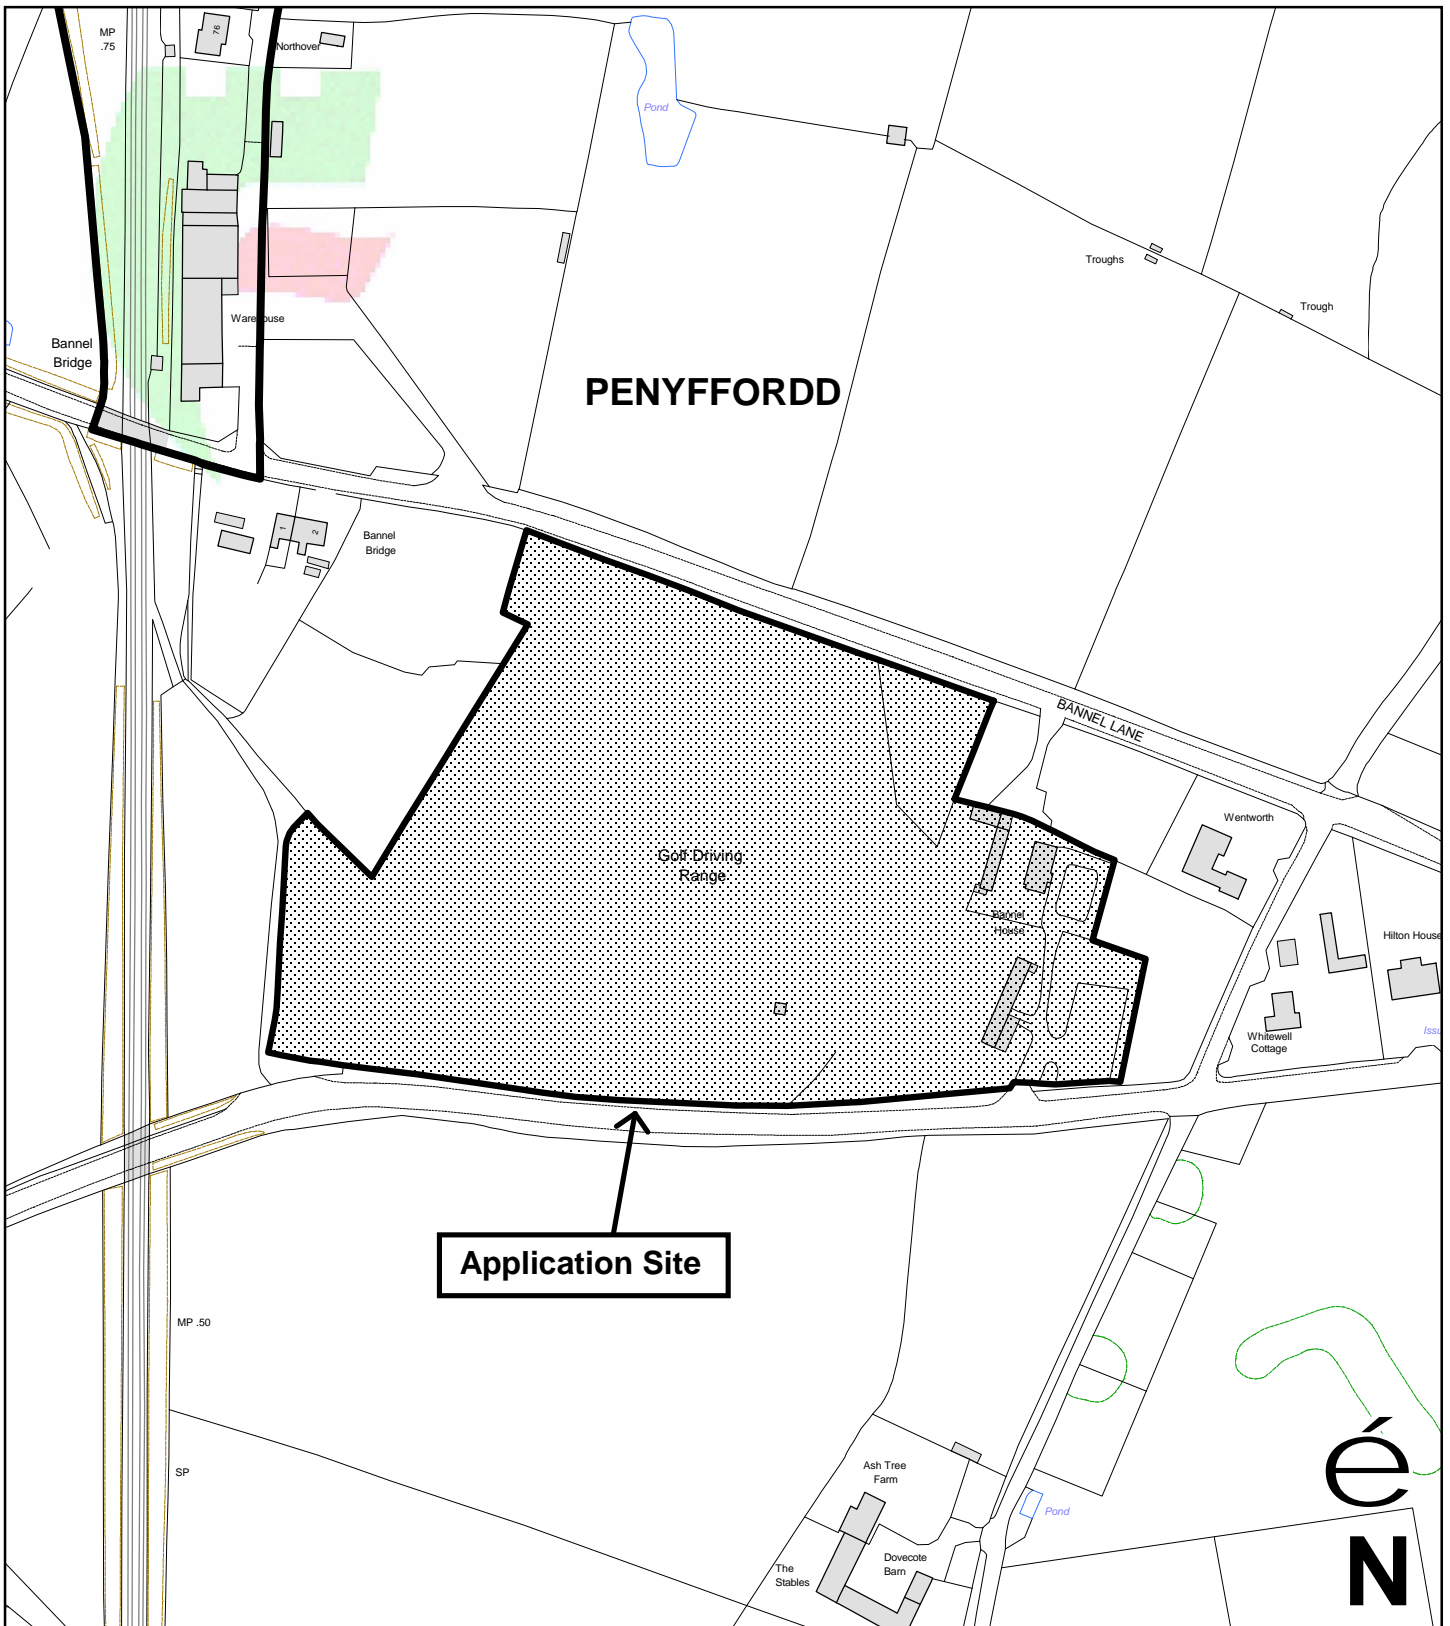 MP
.75
76
Northover
Pond
Troughs
Trough
Warehouse
Bannel
Bridge
PENYFFORDD
1
2
Bannel
Bridge
BANNEL LANE
Wentworth
Golf Driving
Range
Bannel
House
Hilton House
Whitewell
Cottage
Issu
Application Site
MP .50
SP
Ash Tree
Farm
Pond
The
Stables
Dovecote
Barn
é
N